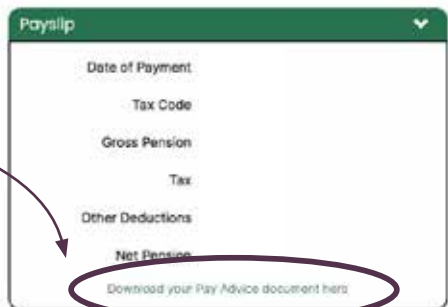 Payslip
Date of Payment
Tax Code
Gross Pension
Tax
Other Deductions
Net Pension
Download your Pay Advice document here